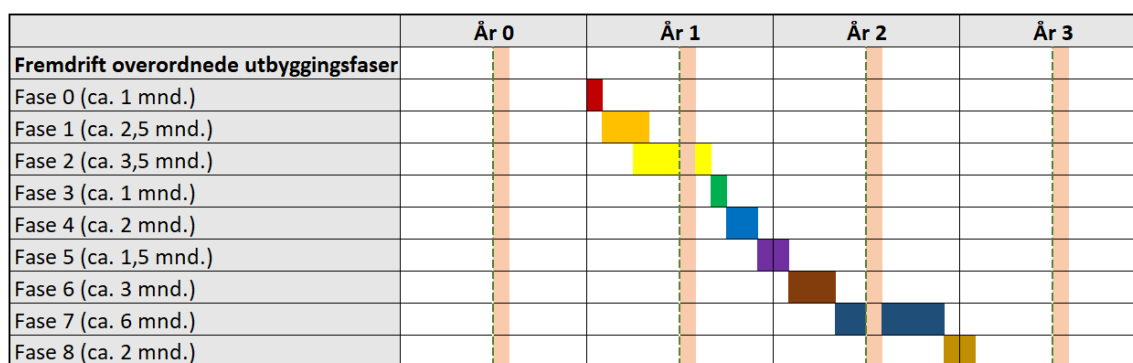 År 0 År 1 År 2 År 3
Fremdrift overordnede utbyggingsfaser
Fase 0 (ca. 1 mnd.)
Fase 1 (ca. 2,5 mnd.)
Fase 2 (ca. 3,5 mnd.)
Fase 3 (ca. 1 mnd.)
Fase 4 (ca. 2 mnd.)
Fase 5 (ca. 1,5 mnd.)
Fase 6 (ca. 3 mnd.)
Fase 7 (ca. 6 mnd.)
Fase 8 (ca. 2 mnd.)